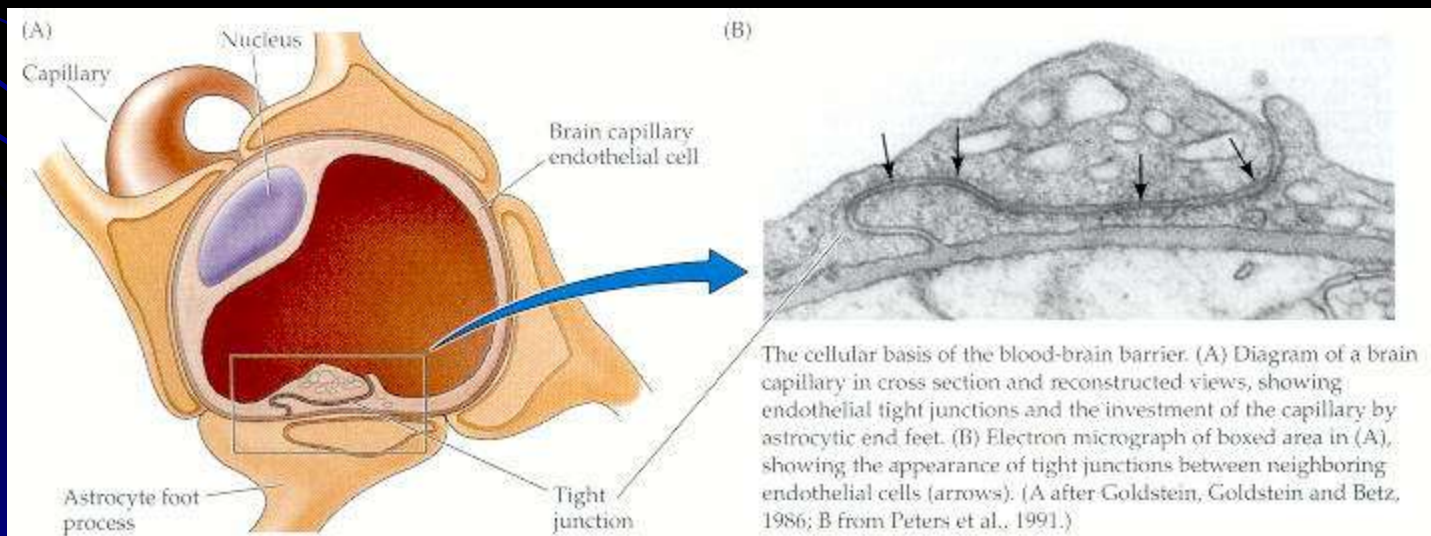 (A)
Nucleus
Capillary
Brain capillary
endothelial cell
Astrocyte foot
process
Tight
junction
(B)
The cellular basis of the blood-brain barrier. (A) Diagram of a brain
capillary in cross section and reconstructed views, showing
endothelial tight junctions and the investment of the capillary by
astrocytic end feet. (B) Electron micrograph of boxed area in (A),
showing the appearance of tight junctions between neighboring
endothelial cells (arrows). (A after Goldstein, Goldstein and Betz,
1986; B from Peters et al., 1991.)